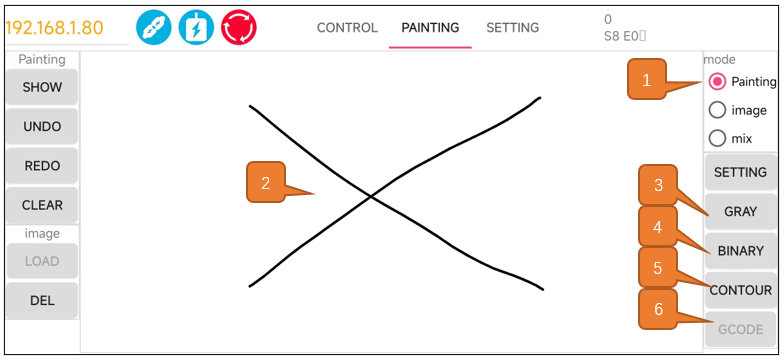 192.168.1.80
CONTROL
PAINTING
SETTING
0
S8 E0
Painting
SHOW
UNDO
REDO
CLEAR
image
LOAD
DEL
mode
Painting
image
mix
SETTING
GRAY
BINARY
CONTOUR
GCODE
1
2
3
4
5
6